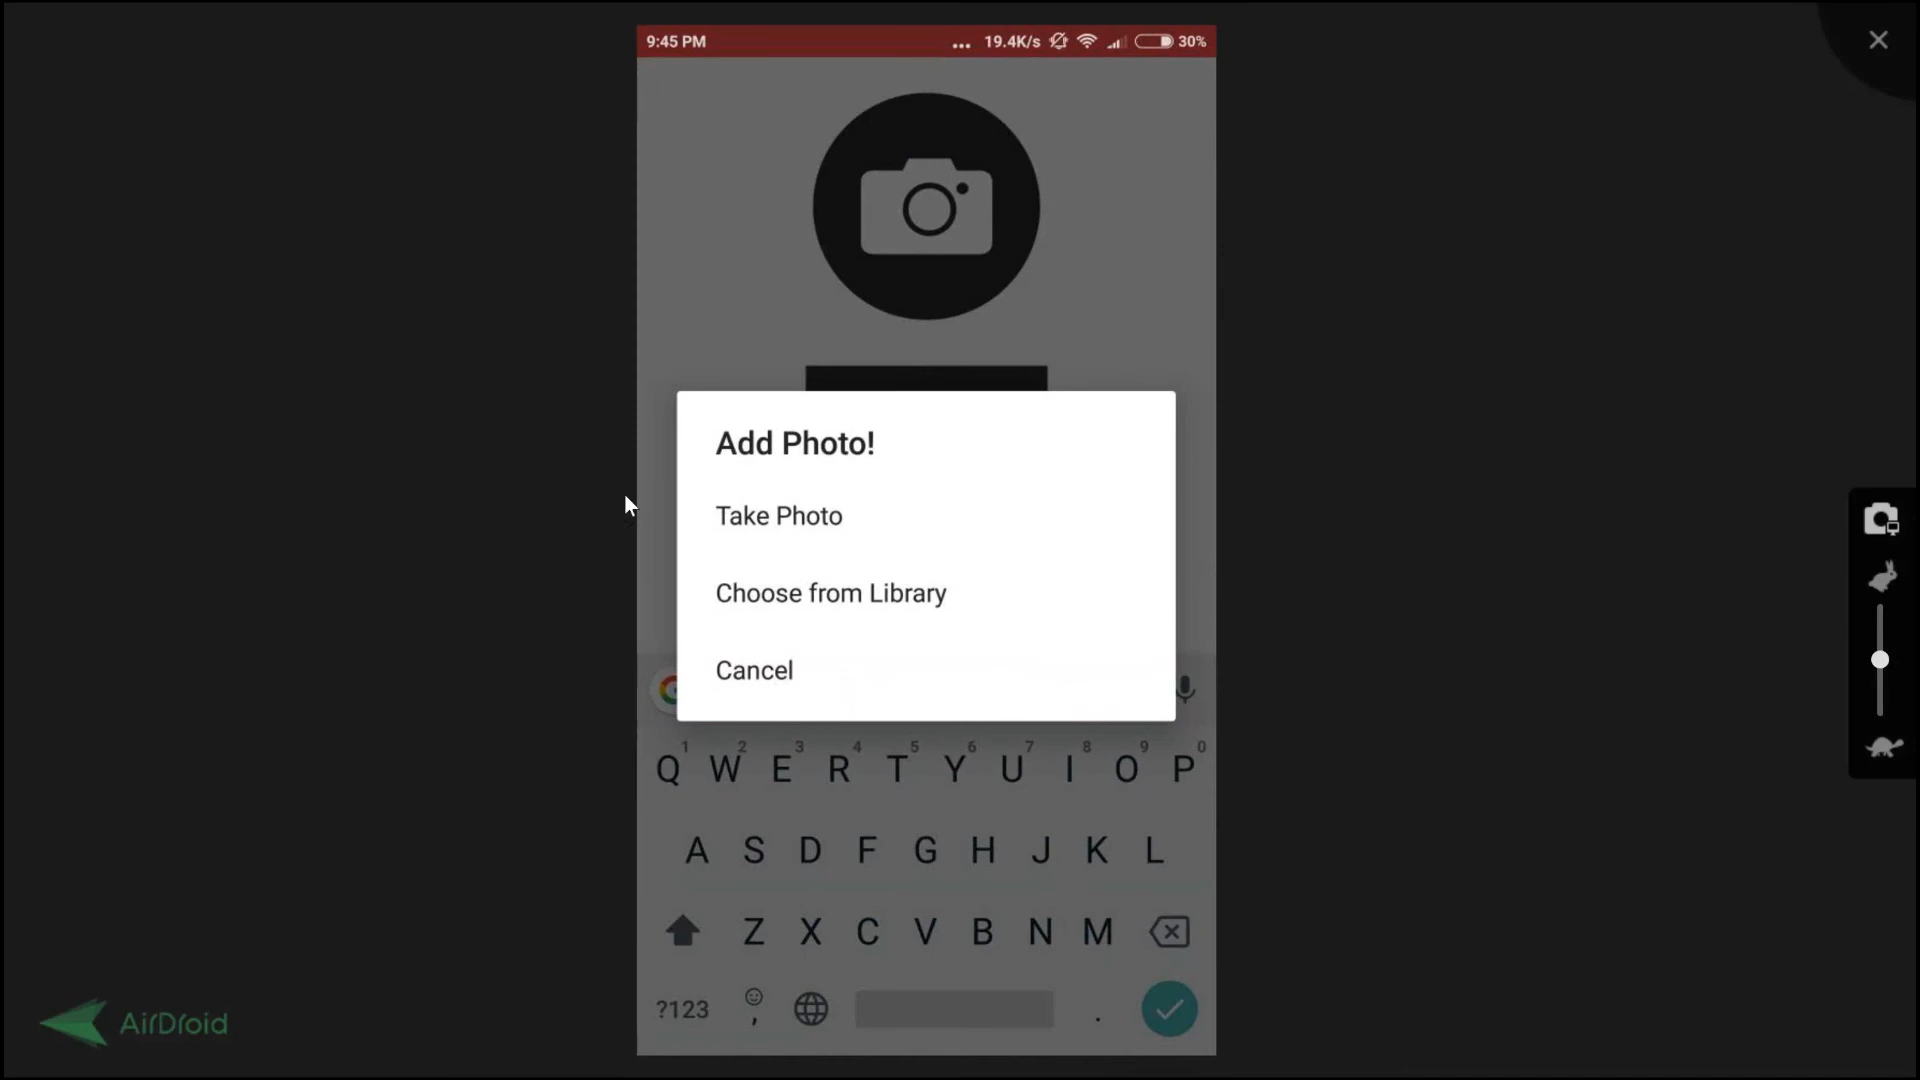 9:45 PM ... 19.4K/s 30%
Add Photo!
Take Photo
Choose from Library
Cancel
1 2 3 4 5 6 7 8 9 0
Q W E R T Y U I O P
A S D F G H J K L
Z X C V B N M
?123 , .
AirDroid